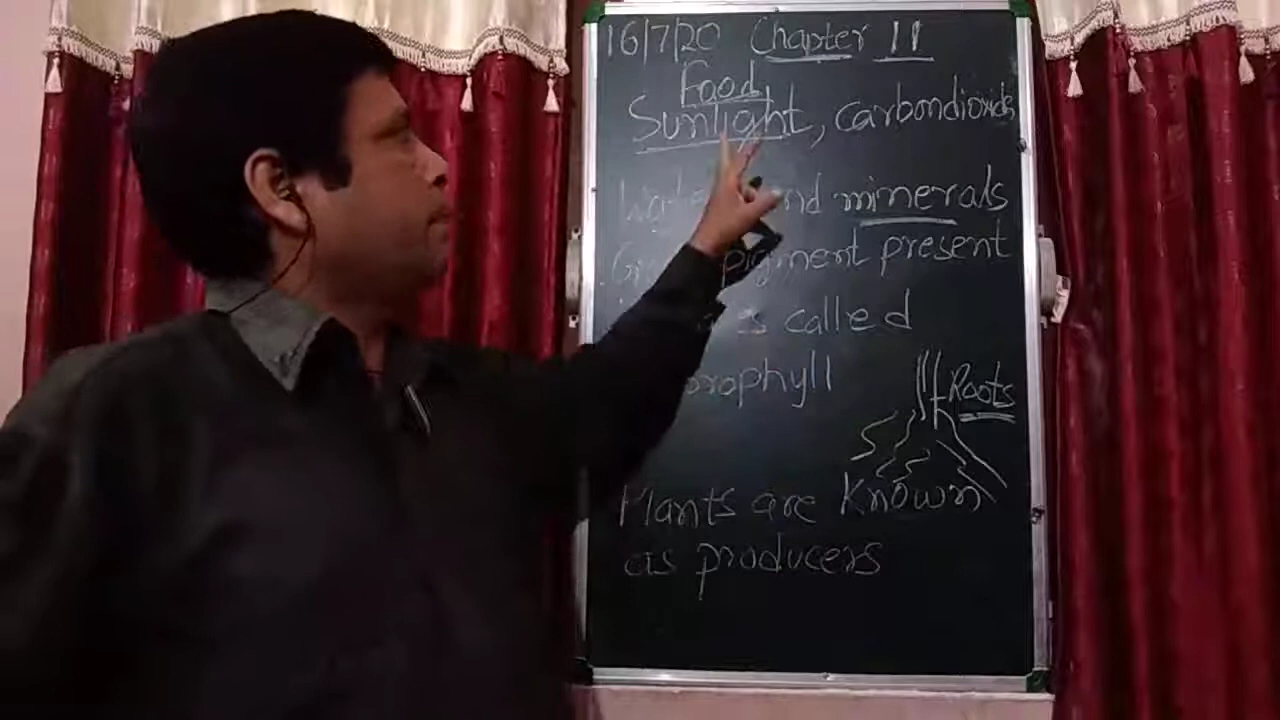 16/7/20 Chapter 11
Food
Sunlight, carbondioxide
and minerals
pigment present
is called
Roots
Plants are known
as producers